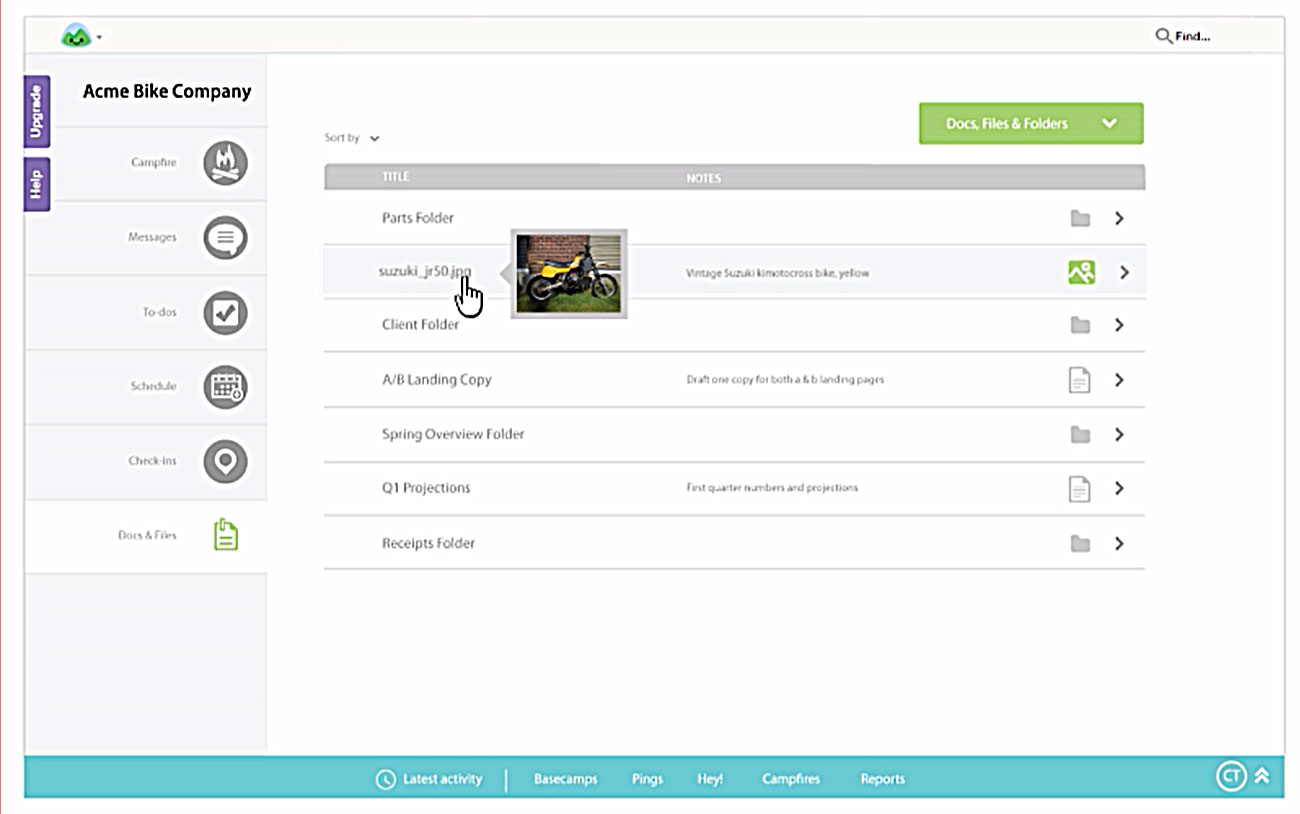 Find...
Upgrade
Help
Acme Bike Company
Campfire
Messages
To-dos
Schedule
Check-ins
Docs & Files
Sort by
Docs, Files & Folders
TITLE NOTES
Parts Folder
suzuki_jr50.jpg Vintage Suzuki kimotocross bike, yellow
Client Folder
A/B Landing Copy Draft one copy for both a & b landing pages
Spring Overview Folder
Q1 Projections First quarter numbers and projections
Receipts Folder
Latest activity Basecamps Pings Hey! Campfires Reports CT